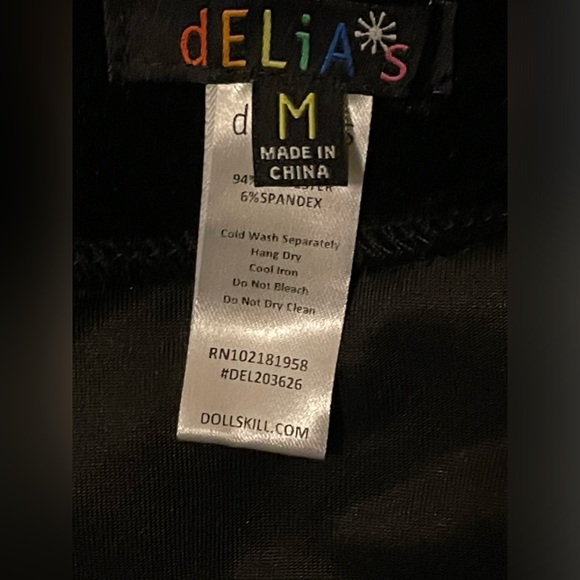 dELiA*s
M
MADE IN
CHINA
d
94%
6%SPANDEX
Cold Wash Separately
Hang Dry
Cool Iron
Do Not Bleach
Do Not Dry Clean
RN102181958
#DEL203626
DOLLSKILL.COM